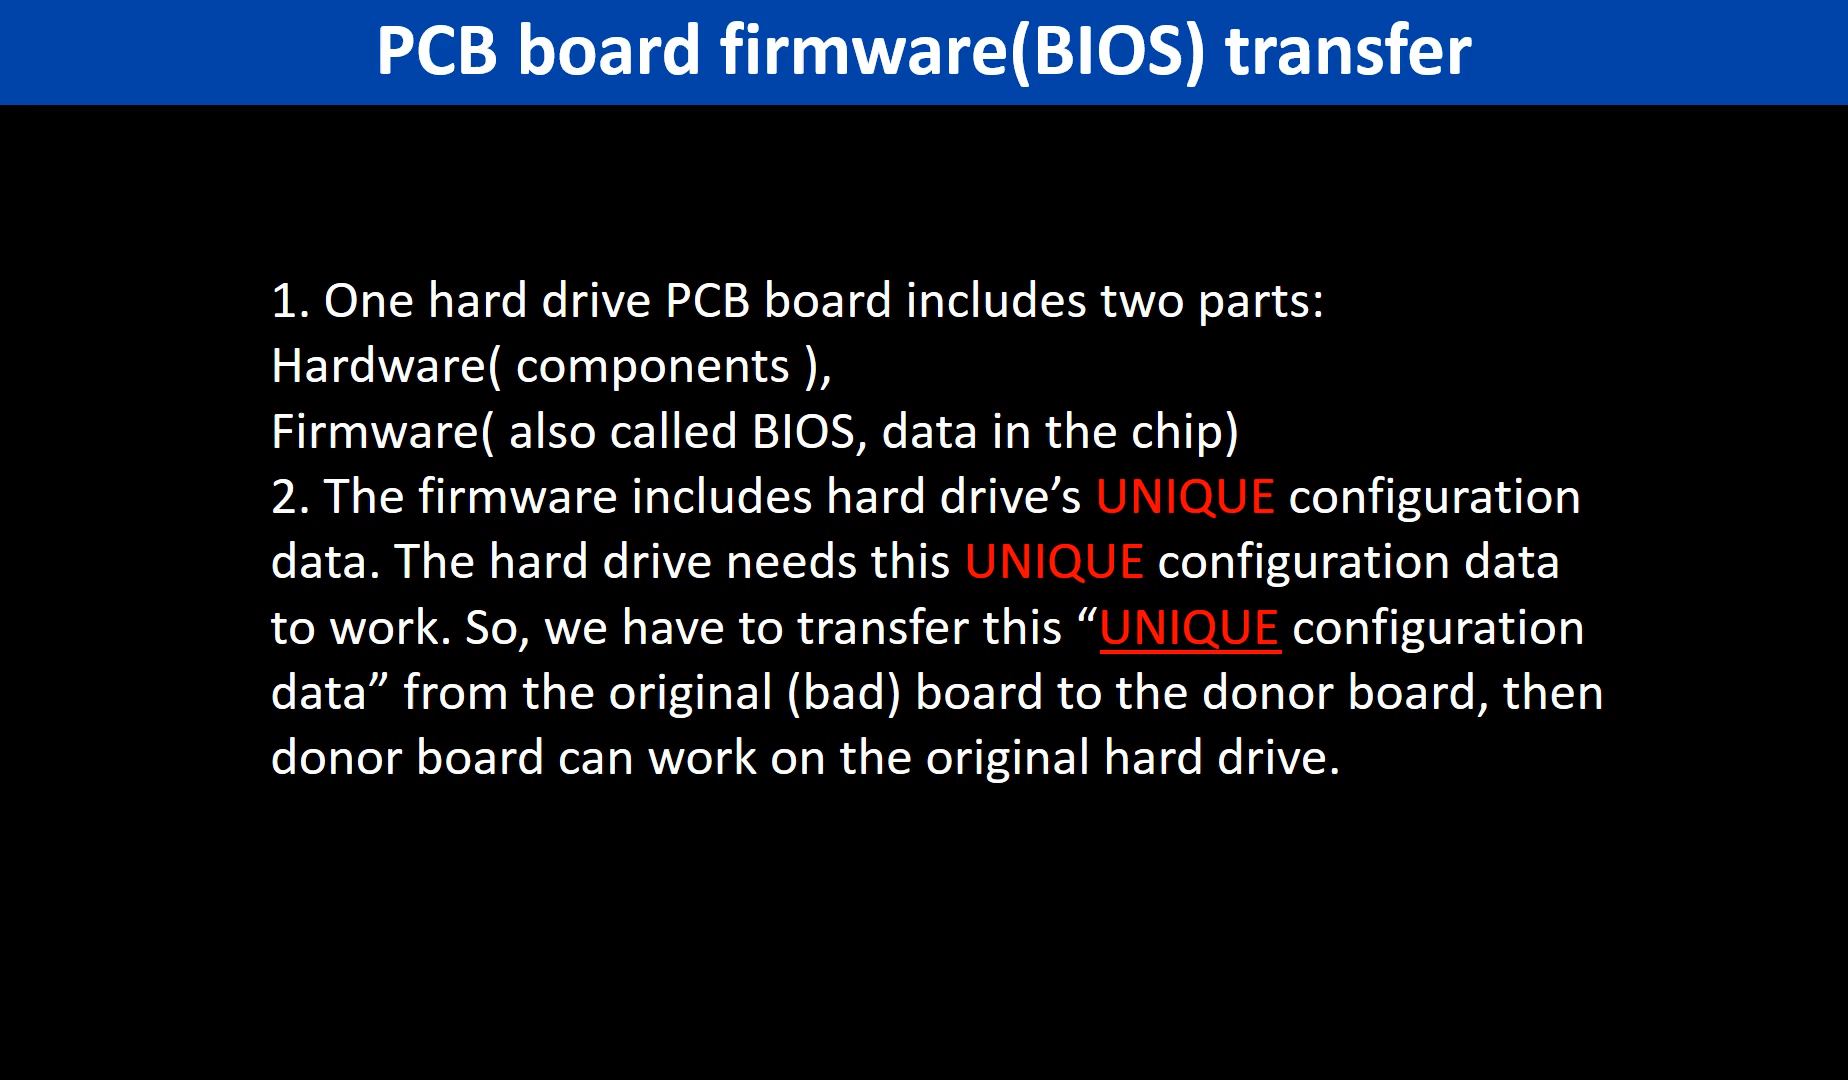 PCB board firmware(BIOS) transfer
1. One hard drive PCB board includes two parts:
Hardware( components ),
Firmware( also called BIOS, data in the chip)
2. The firmware includes hard drive’s UNIQUE configuration
data. The hard drive needs this UNIQUE configuration data
to work. So, we have to transfer this “UNIQUE configuration
data” from the original (bad) board to the donor board, then
donor board can work on the original hard drive.